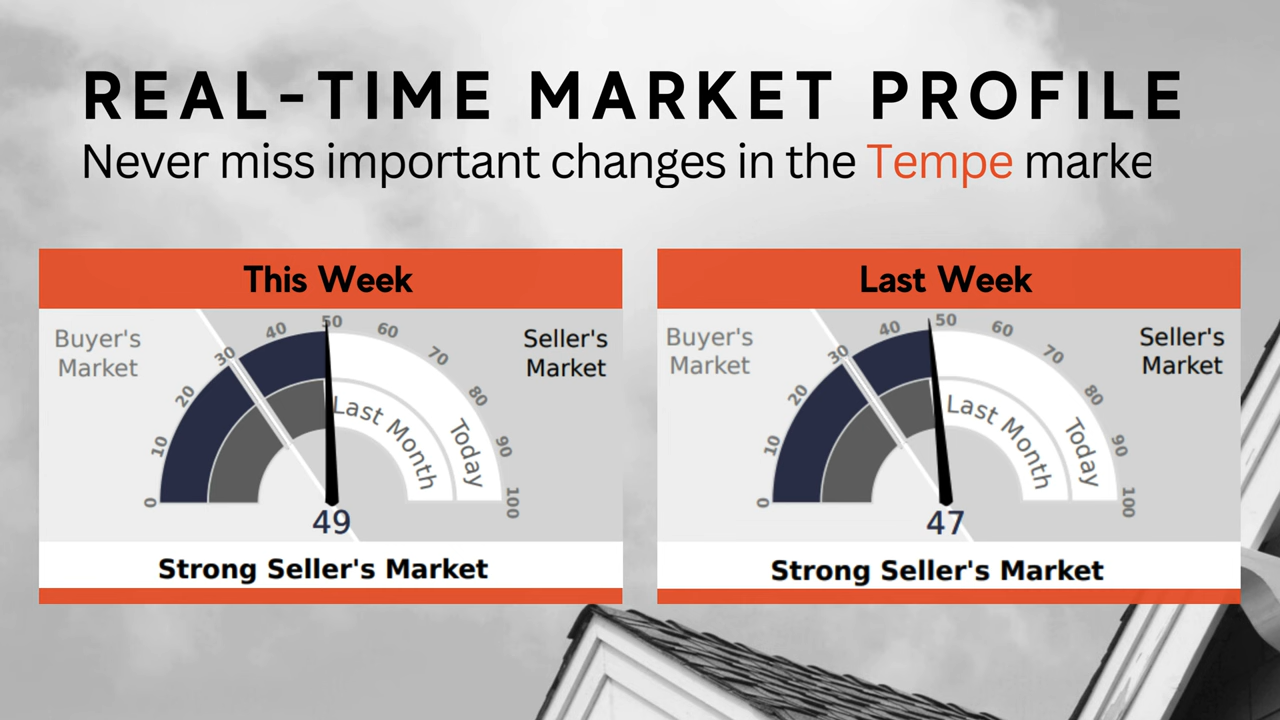 REAL-TIME MARKET PROFILE
Never miss important changes in the Tempe marke
This Week
Buyer's
Market
Seller's
Market
0
10
20
30
40
50
60
70
80
90
100
Last Month
Today
49
Strong Seller's Market
Last Week
Buyer's
Market
Seller's
Market
0
10
20
30
40
50
60
70
80
90
100
Last Month
Today
47
Strong Seller's Market